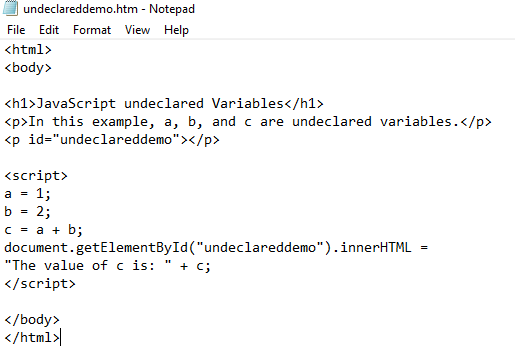 undeclareddemo.htm - Notepad
File Edit Format View Help
<html>
<body>
<h1>JavaScript undeclared Variables</h1>
<p>In this example, a, b, and c are undeclared variables.</p>
<p id="undeclareddemo"></p>
<script>
a = 1;
b = 2;
c = a + b;
document.getElementById("undeclareddemo").innerHTML =
"The value of c is: " + c;
</script>
</body>
</html>